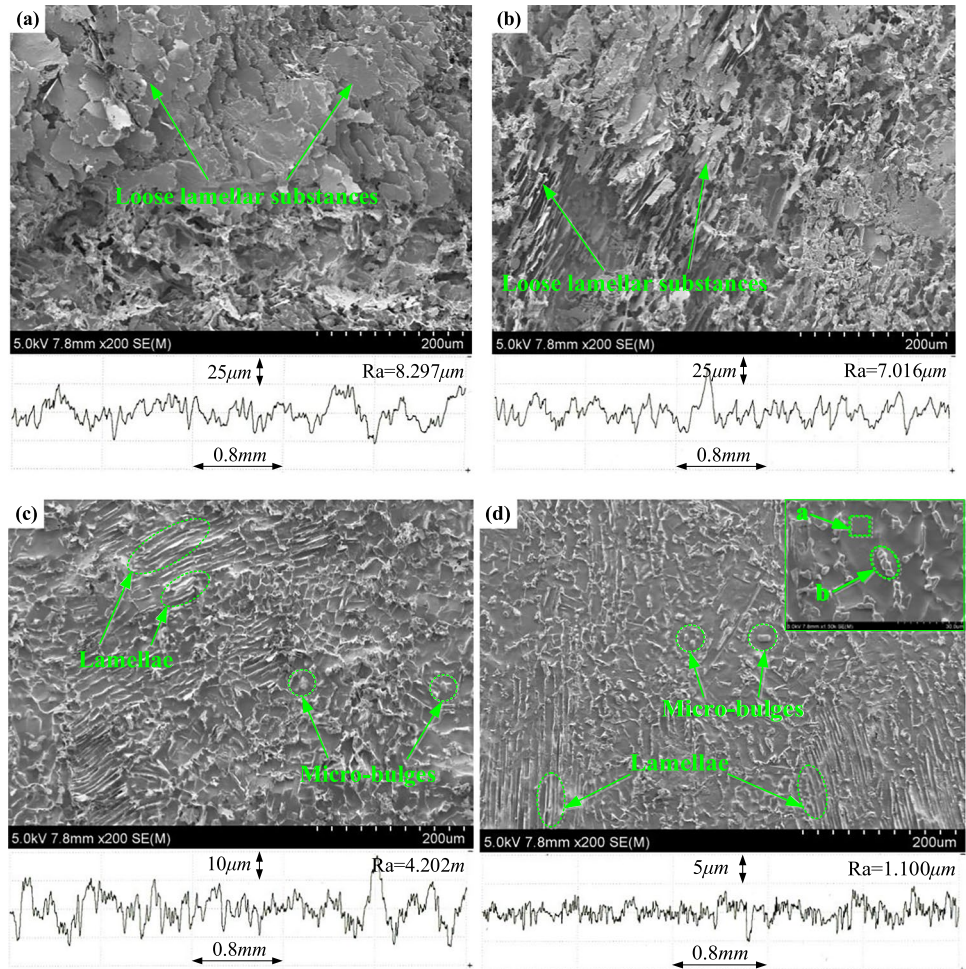 (a)
Loose lamellar substances
5.0kV 7.8mm x200 SE(M)
200um
25μm
Ra=8.297μm
0.8mm
(b)
Loose lamellar substances
5.0kV 7.8mm x200 SE(M)
200um
25μm
Ra=7.016μm
0.8mm
(c)
Lamellae
Micro-bulges
5.0kV 7.8mm x200 SE(M)
200um
10μm
Ra=4.202m
0.8mm
(d)
a
b
Micro-bulges
Lamellae
5.0kV 7.8mm x200 SE(M)
200um
5μm
Ra=1.100μm
0.8mm